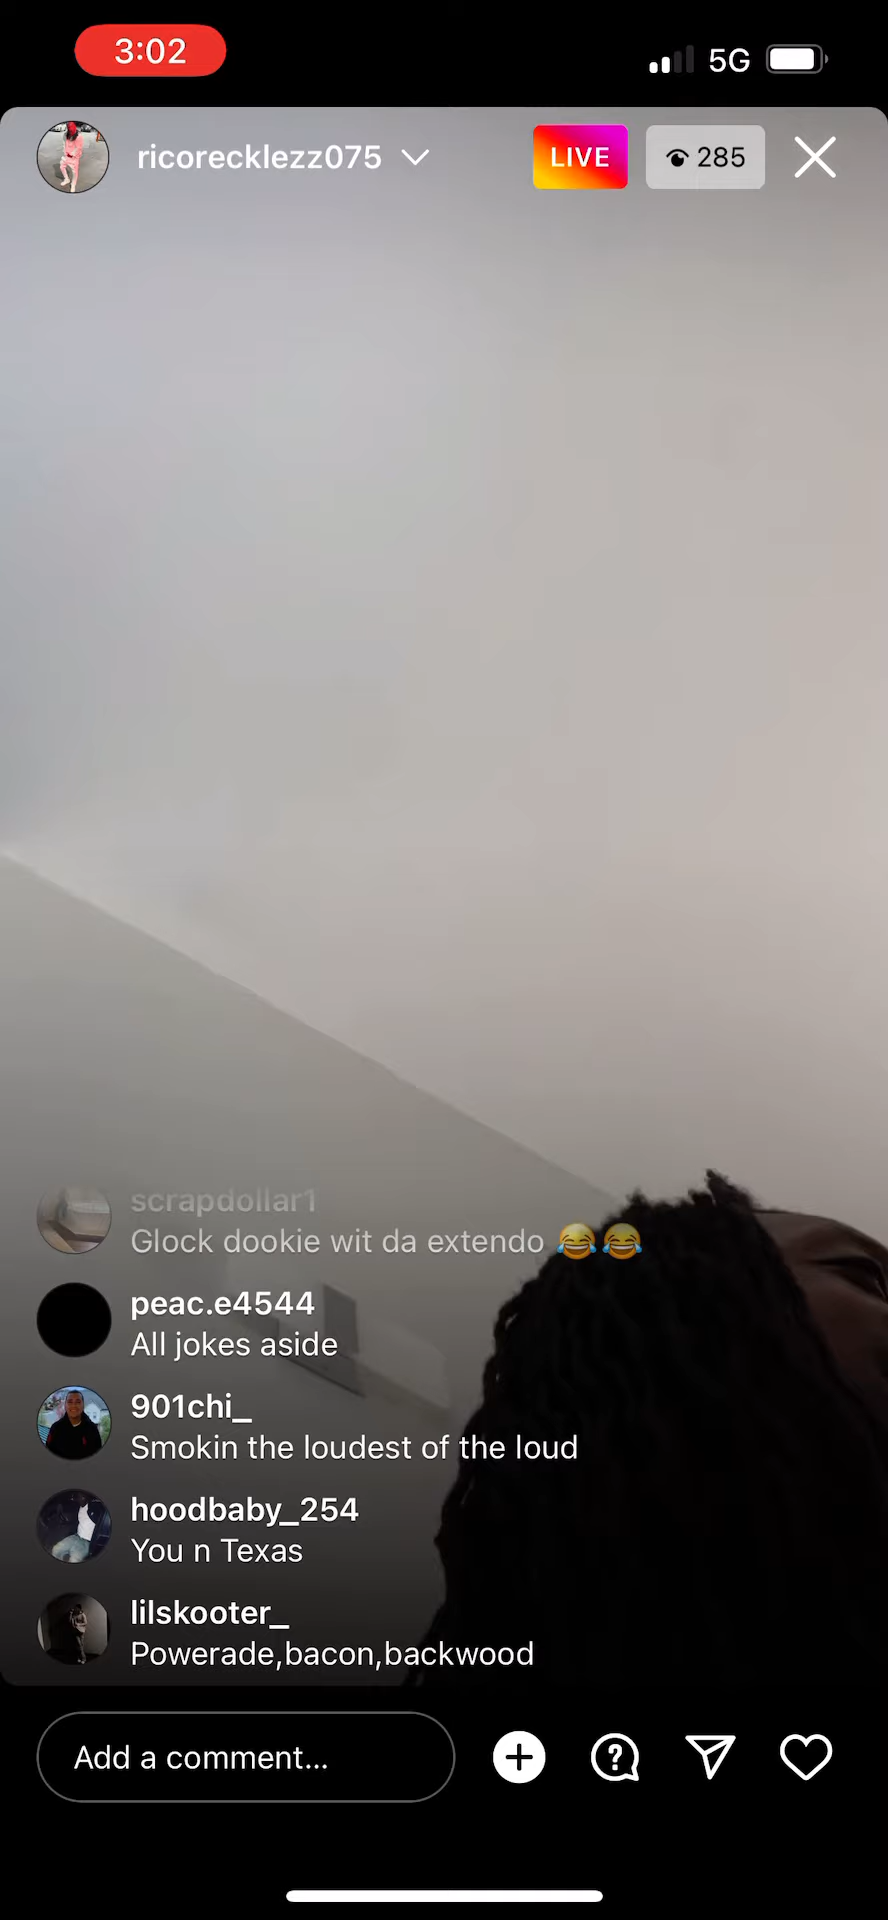 3:02
5G
ricorecklezz075
LIVE
285
scrapdollar1
Glock dookie wit da extendo 😂😂
peac.e4544
All jokes aside
901chi_
Smokin the loudest of the loud
hoodbaby_254
You n Texas
lilskooter_
Powerade,bacon,backwood
Add a comment...